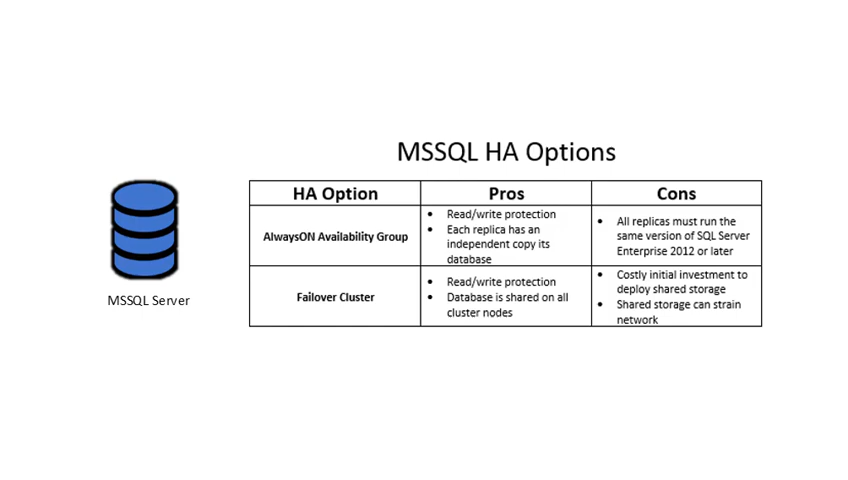 MSSQL HA Options
HA Option
Pros
Cons
AlwaysON Availability Group
• Read/write protection
• Each replica has an
independent copy its
database
• All replicas must run the
same version of SQL Server
Enterprise 2012 or later
Failover Cluster
• Read/write protection
• Database is shared on all
cluster nodes
• Costly initial investment to
deploy shared storage
• Shared storage can strain
network
MSSQL Server